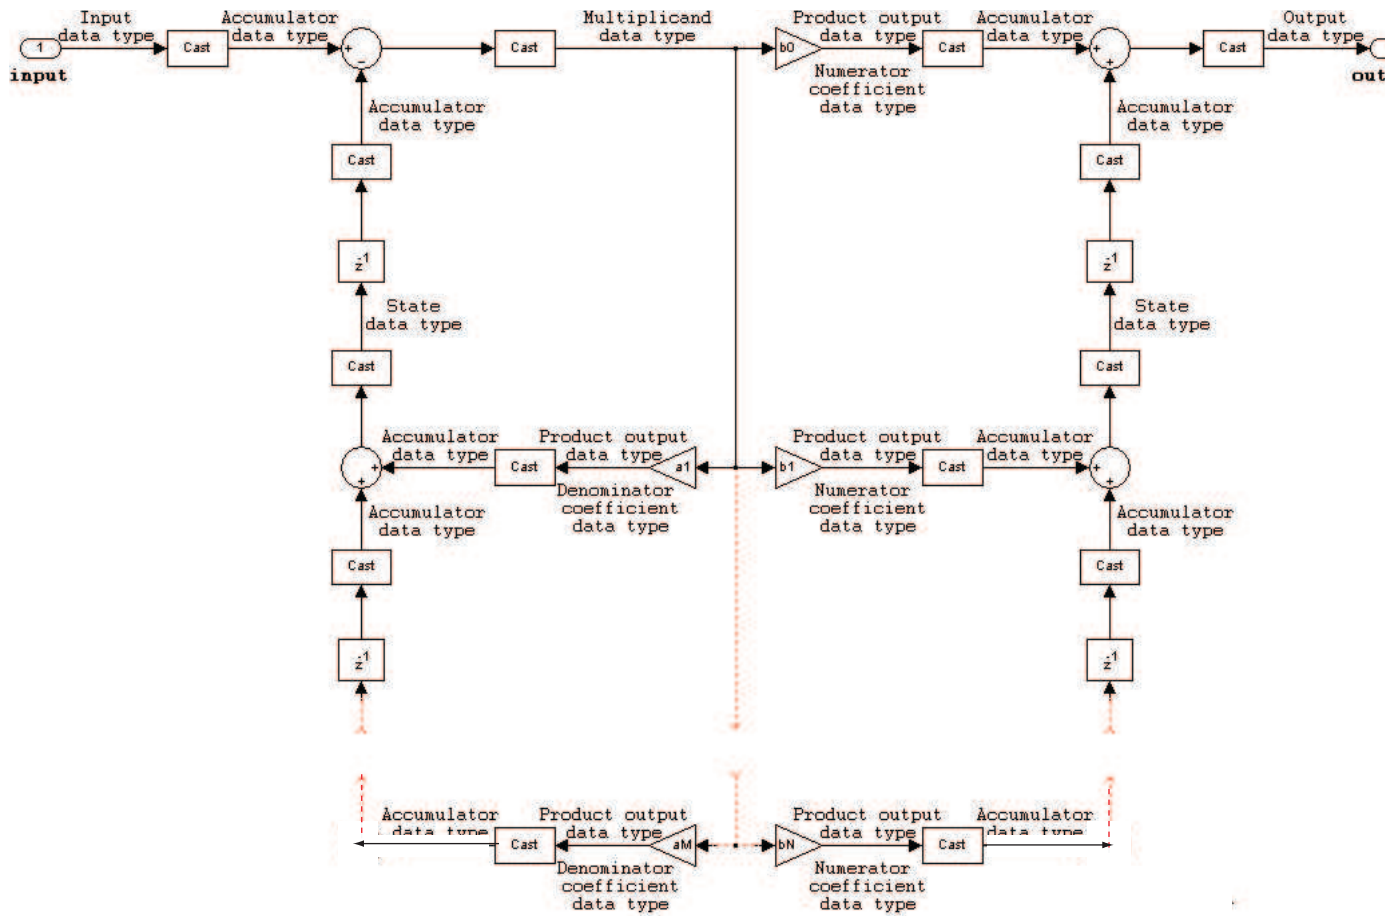 Input
data type
Accumulator
data type
Multiplicand
data type
Product output
data type
Accumulator
data type
Output
data type
1
Cast
+
−
Cast
b0
Cast
+
+
Cast
input
out
Numerator
coefficient
data type
Accumulator
data type
Accumulator
data type
Cast
Cast
z-1
z-1
State
data type
State
data type
Cast
Cast
Accumulator
data type
Product output
data type
Product output
data type
Accumulator
data type
+
+
Cast
a1
b1
Cast
+
+
Denominator
coefficient
data type
Numerator
coefficient
data type
Accumulator
data type
Accumulator
data type
Cast
Cast
z-1
z-1
Accumulator
data type
Product output
data type
Product output
data type
Accumulator
data type
Cast
aM
bN
Cast
Denominator
coefficient
data type
Numerator
coefficient
data type